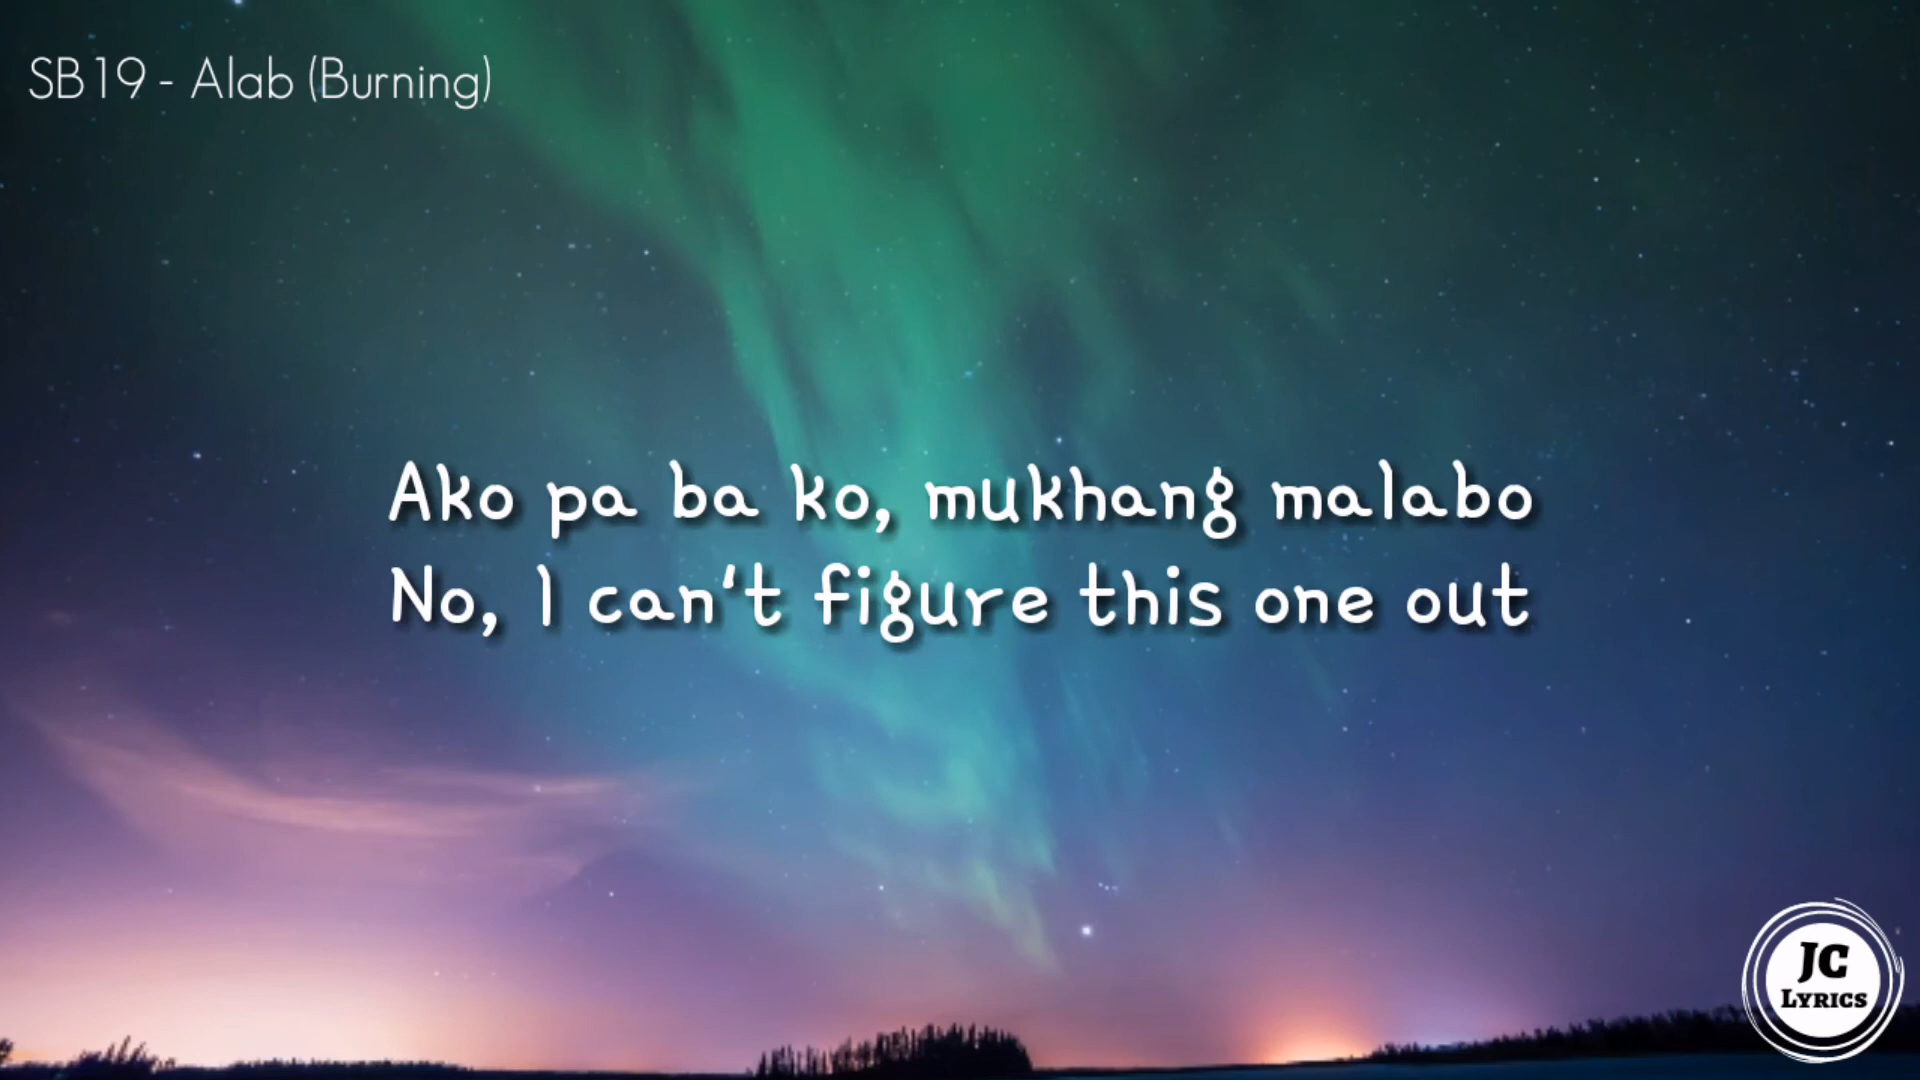 SB19 - Alab (Burning)
Ako pa ba ko, mukhang malabo
No, I can't figure this one out
JC
LYRICS